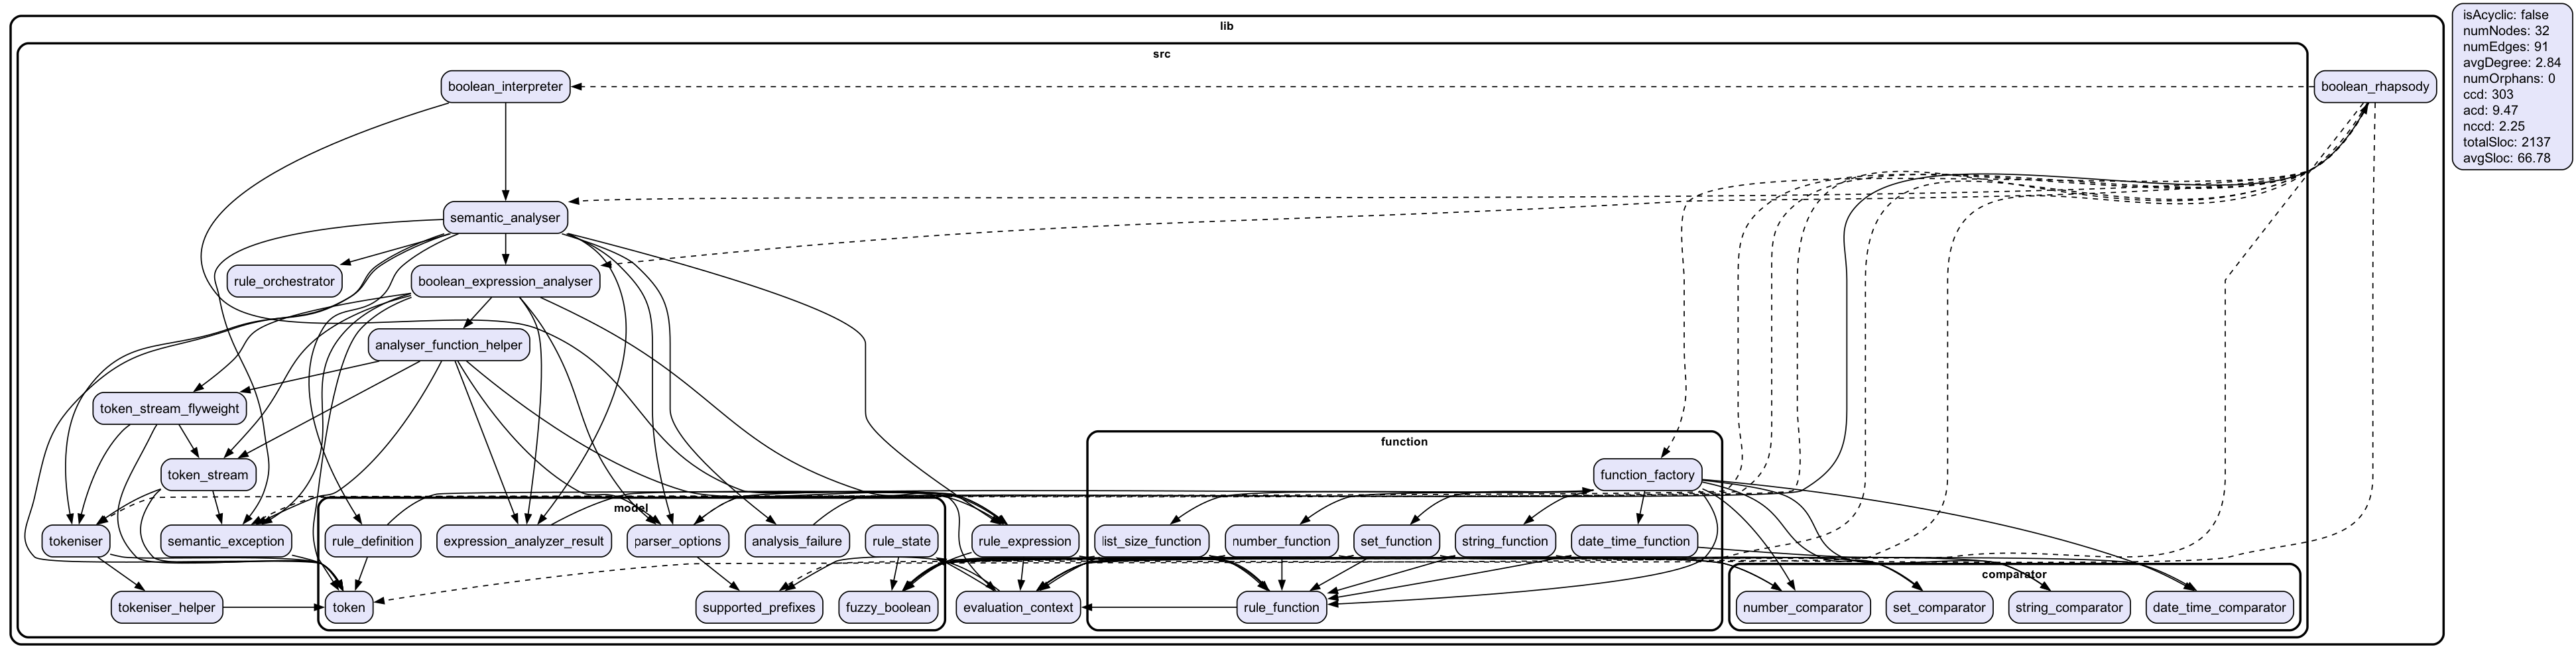 lib
isAcyclic: false
numNodes: 32
numEdges: 91
avgDegree: 2.84
numOrphans: 0
ccd: 303
acd: 9.47
nccd: 2.25
totalSloc: 2137
avgSloc: 66.78
src
boolean_interpreter
boolean_rhapsody
semantic_analyser
rule_orchestrator
boolean_expression_analyser
analyser_function_helper
token_stream_flyweight
function
token_stream
function_factory
model
tokeniser
semantic_exception
rule_definition
expression_analyzer_result
parser_options
analysis_failure
rule_state
rule_expression
list_size_function
number_function
set_function
string_function
date_time_function
comparator
tokeniser_helper
token
supported_prefixes
fuzzy_boolean
evaluation_context
rule_function
number_comparator
set_comparator
string_comparator
date_time_comparator